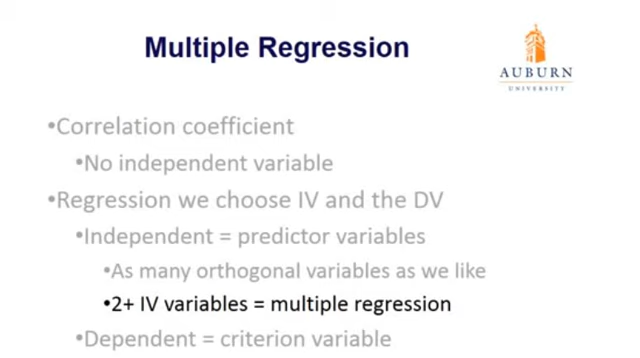 Multiple Regression
AUBURN
UNIVERSITY
•Correlation coefficient
•No independent variable
•Regression we choose IV and the DV
•Independent = predictor variables
•As many orthogonal variables as we like
•2+ IV variables = multiple regression
•Dependent = criterion variable